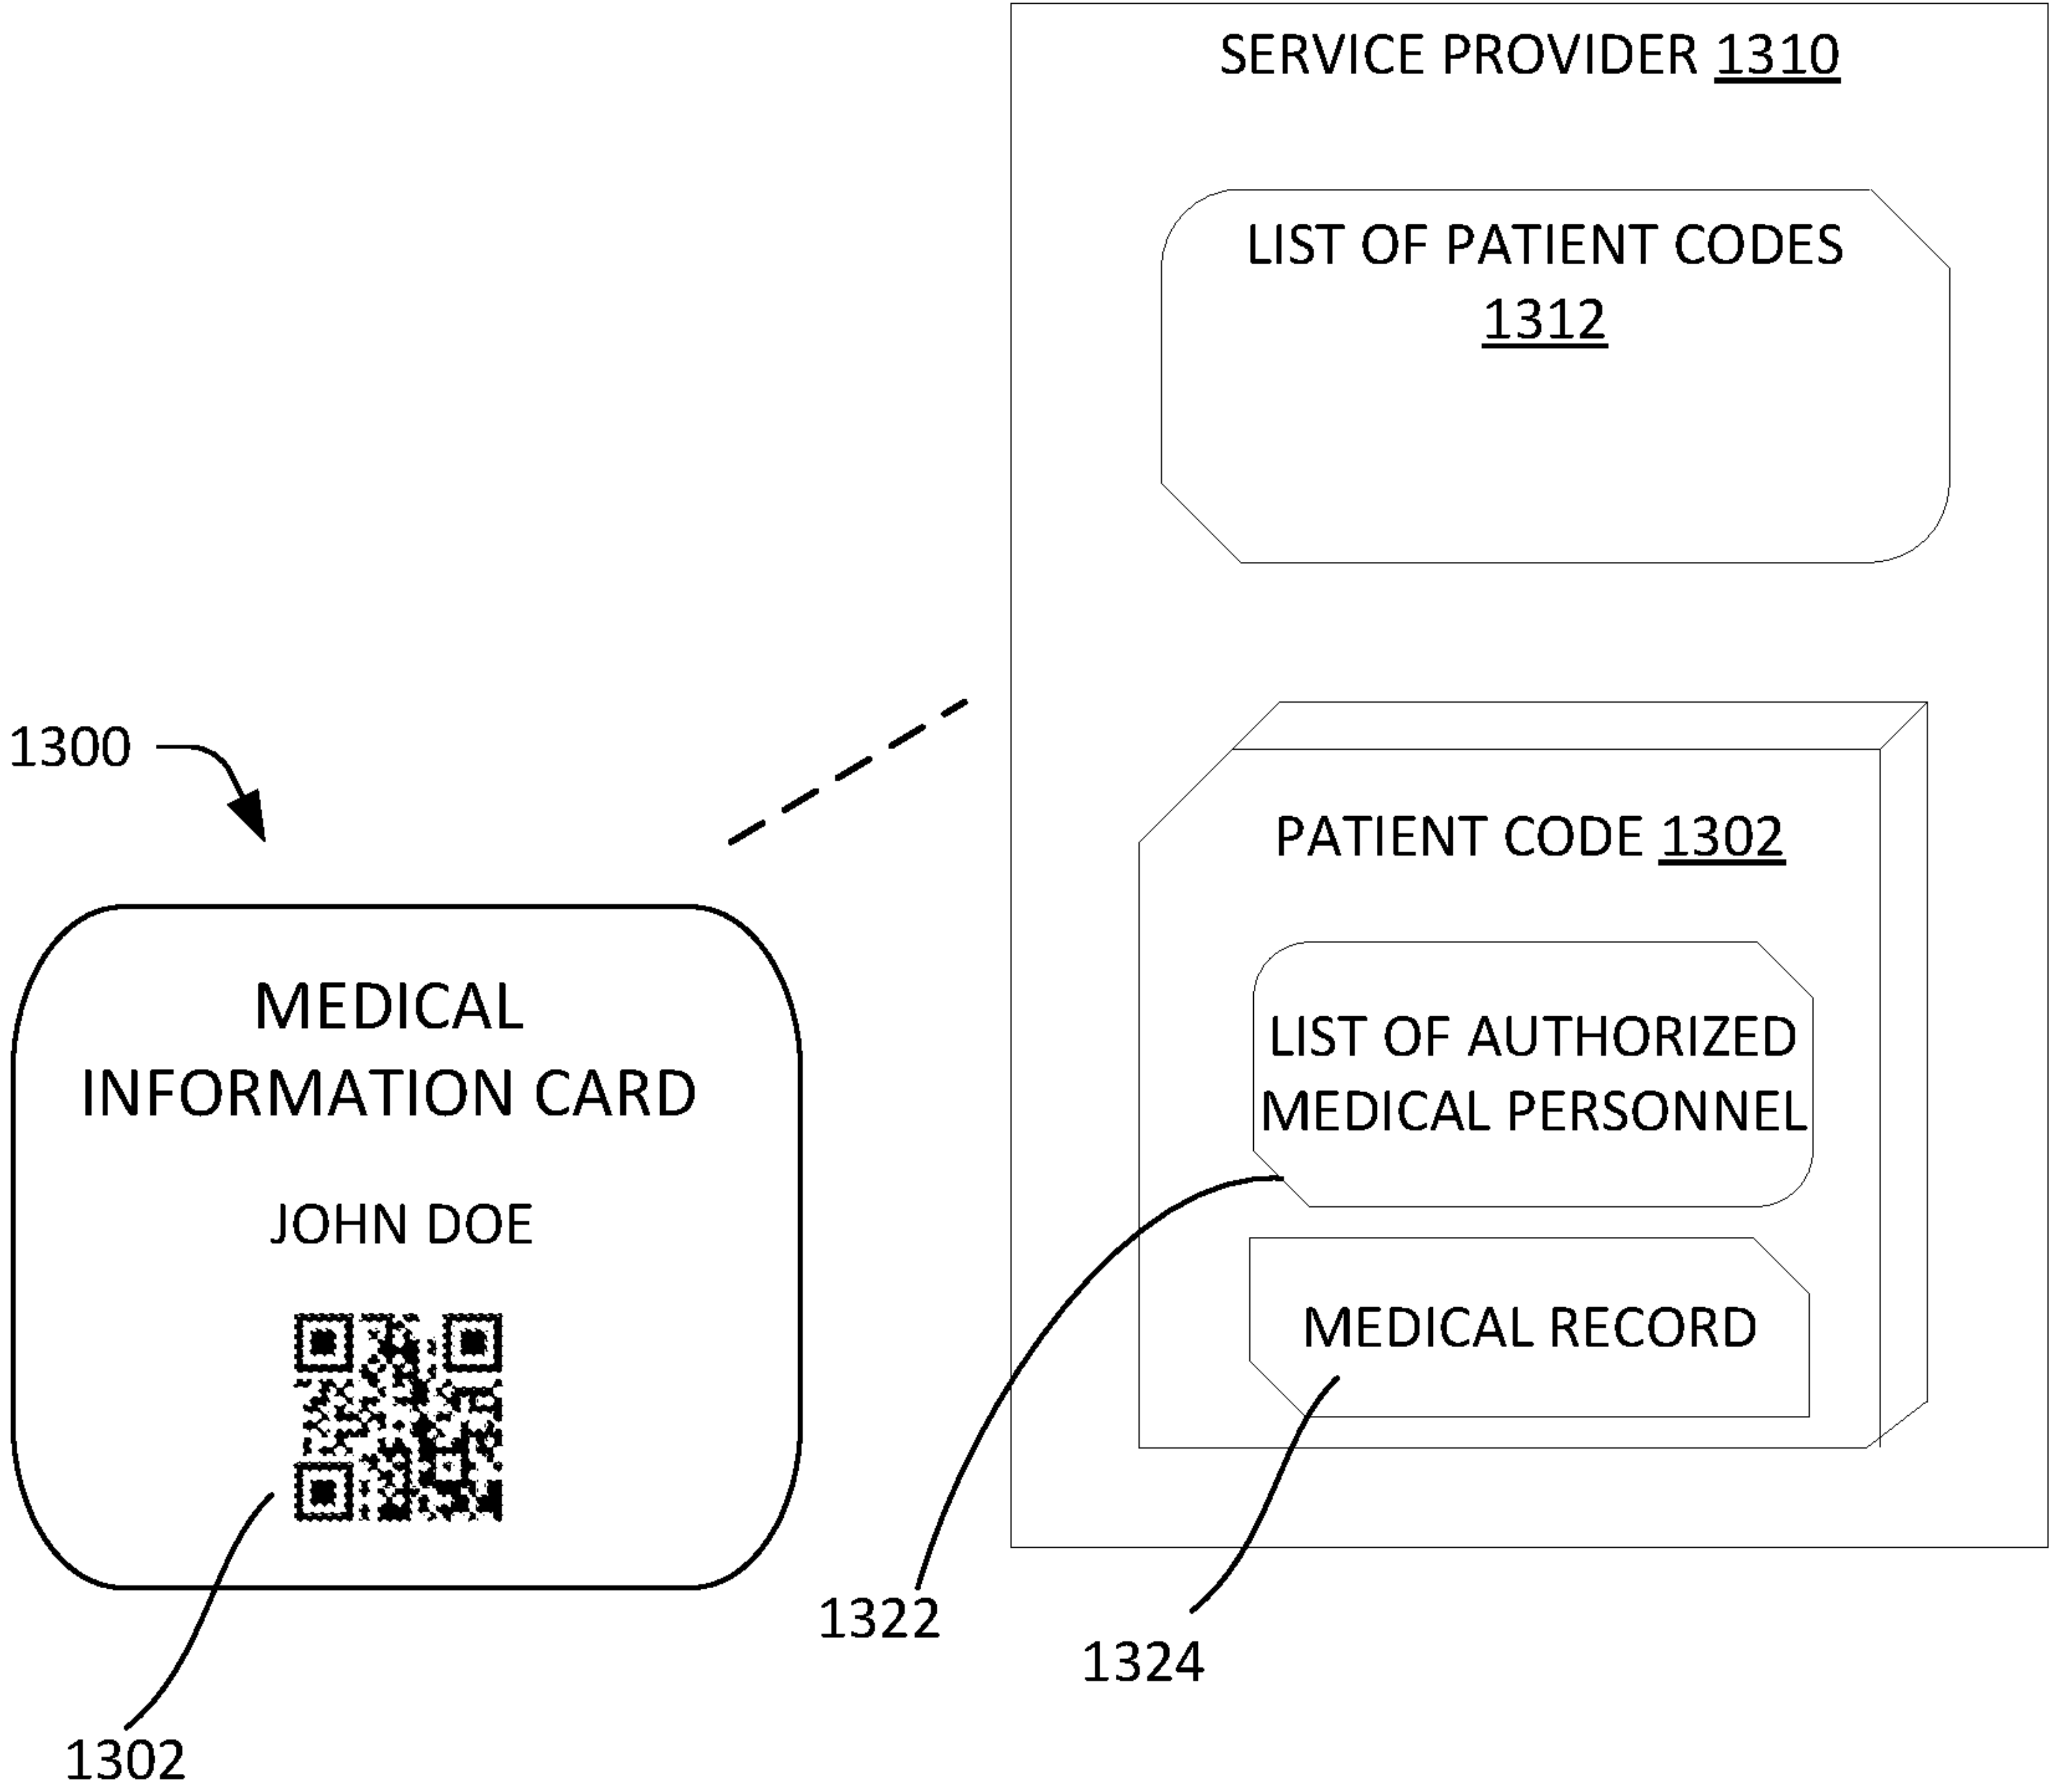 SERVICE PROVIDER 1310
LIST OF PATIENT CODES
1312
1300
PATIENT CODE 1302
MEDICAL
INFORMATION CARD
JOHN DOE
LIST OF AUTHORIZED
MEDICAL PERSONNEL
MEDICAL RECORD
1322
1324
1302